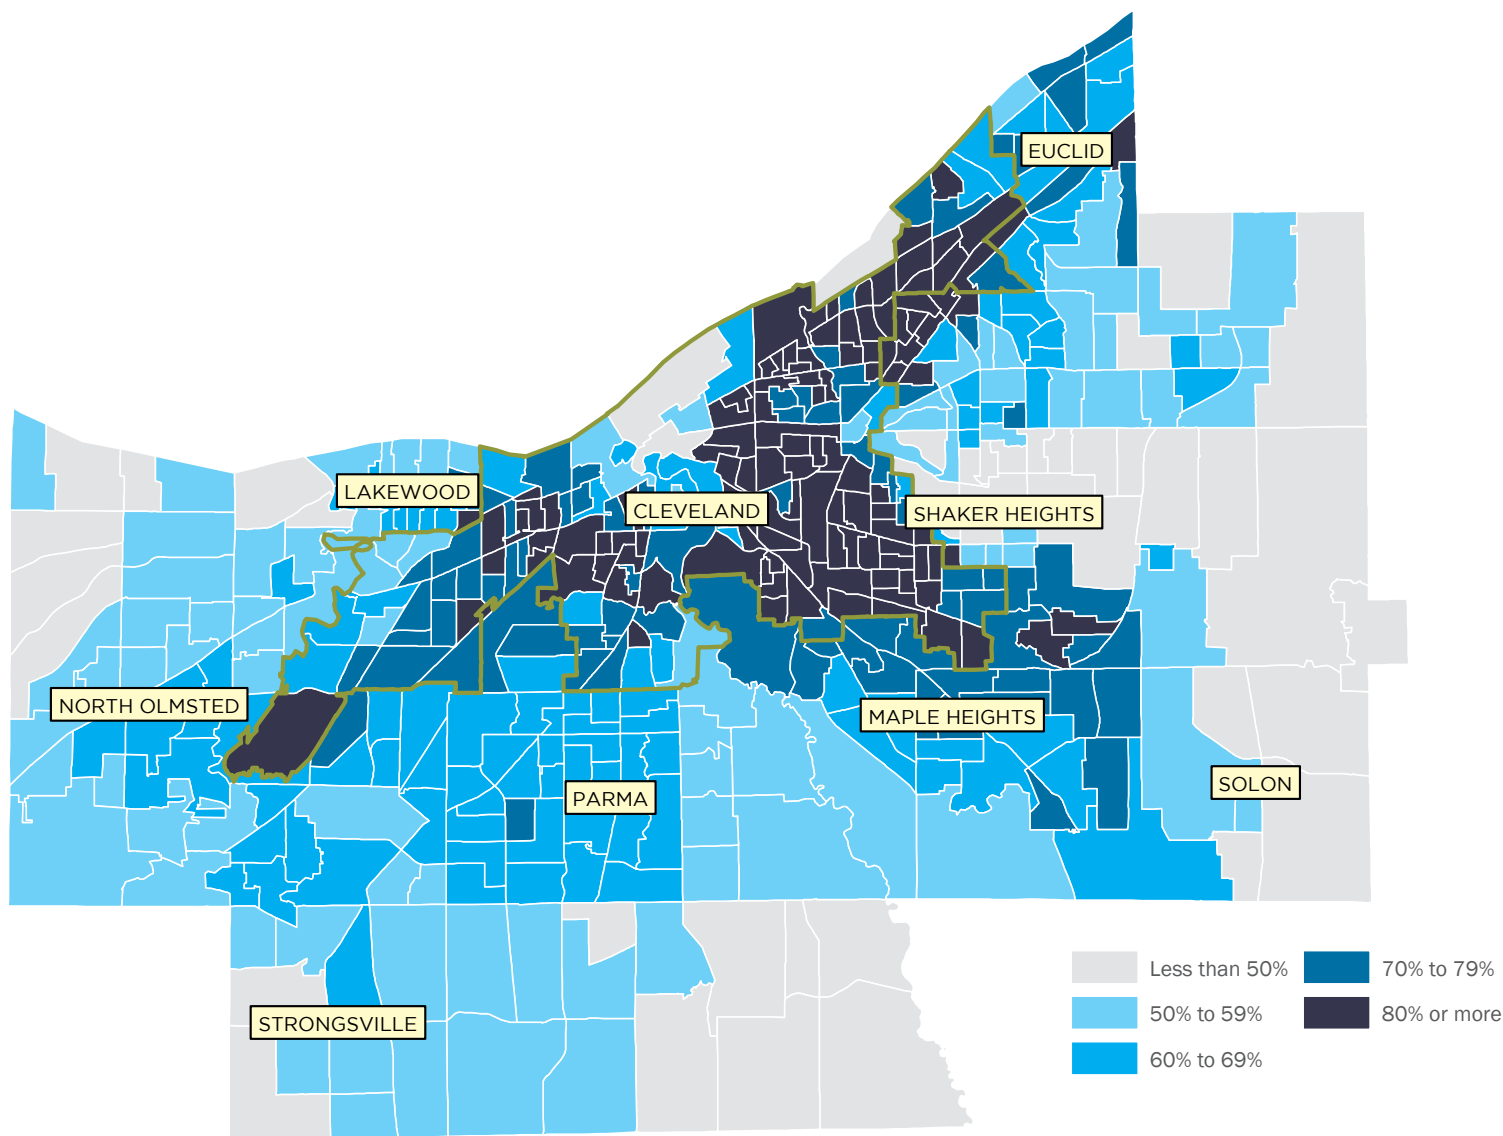 EUCLID
LAKEWOOD
CLEVELAND
SHAKER HEIGHTS
NORTH OLMSTED
MAPLE HEIGHTS
SOLON
PARMA
STRONGSVILLE
Less than 50%
50% to 59%
60% to 69%
70% to 79%
80% or more